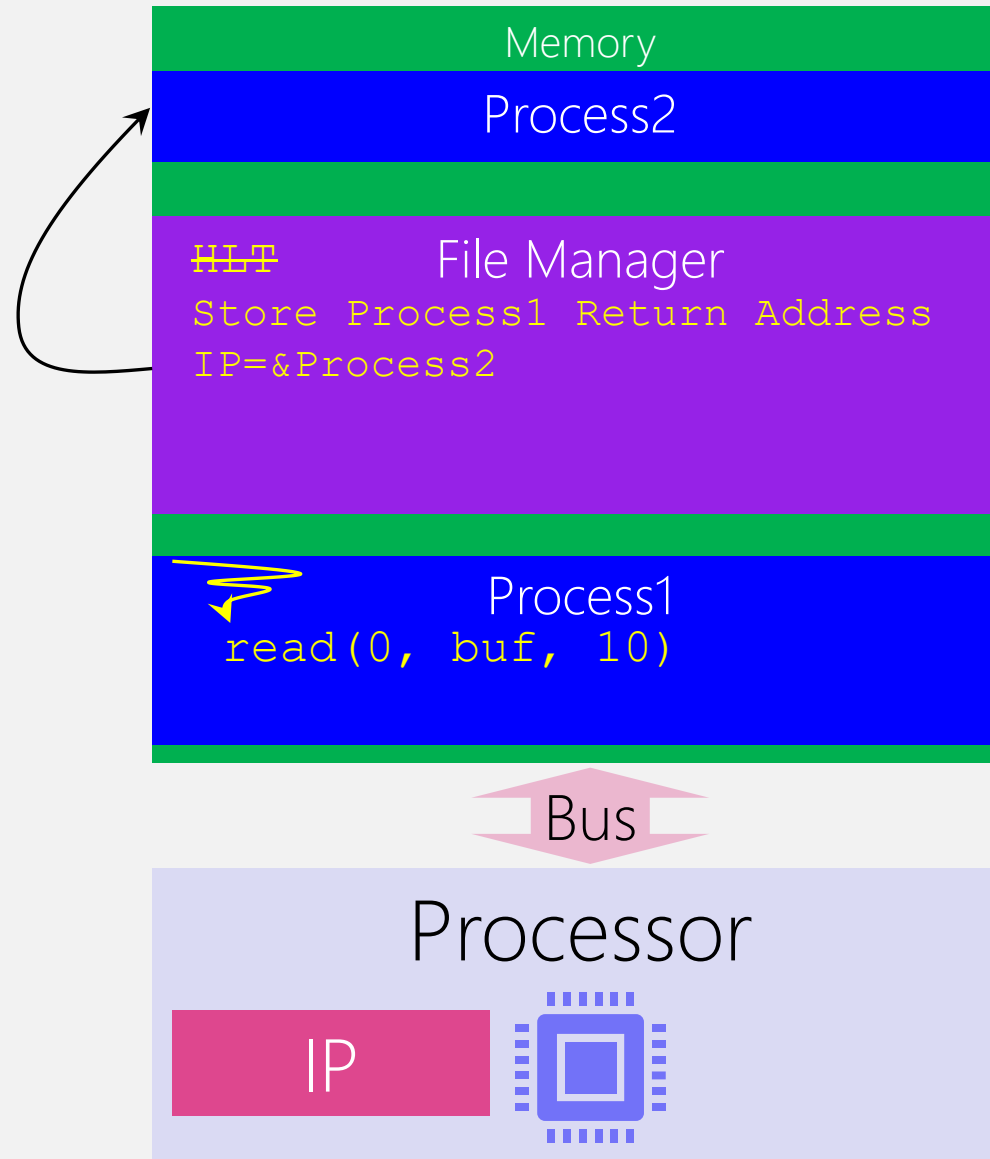 Memory
Process2
HLT File Manager
Store Process1 Return Address
IP=&Process2
Process1
read(0, buf, 10)
Bus
Processor
IP